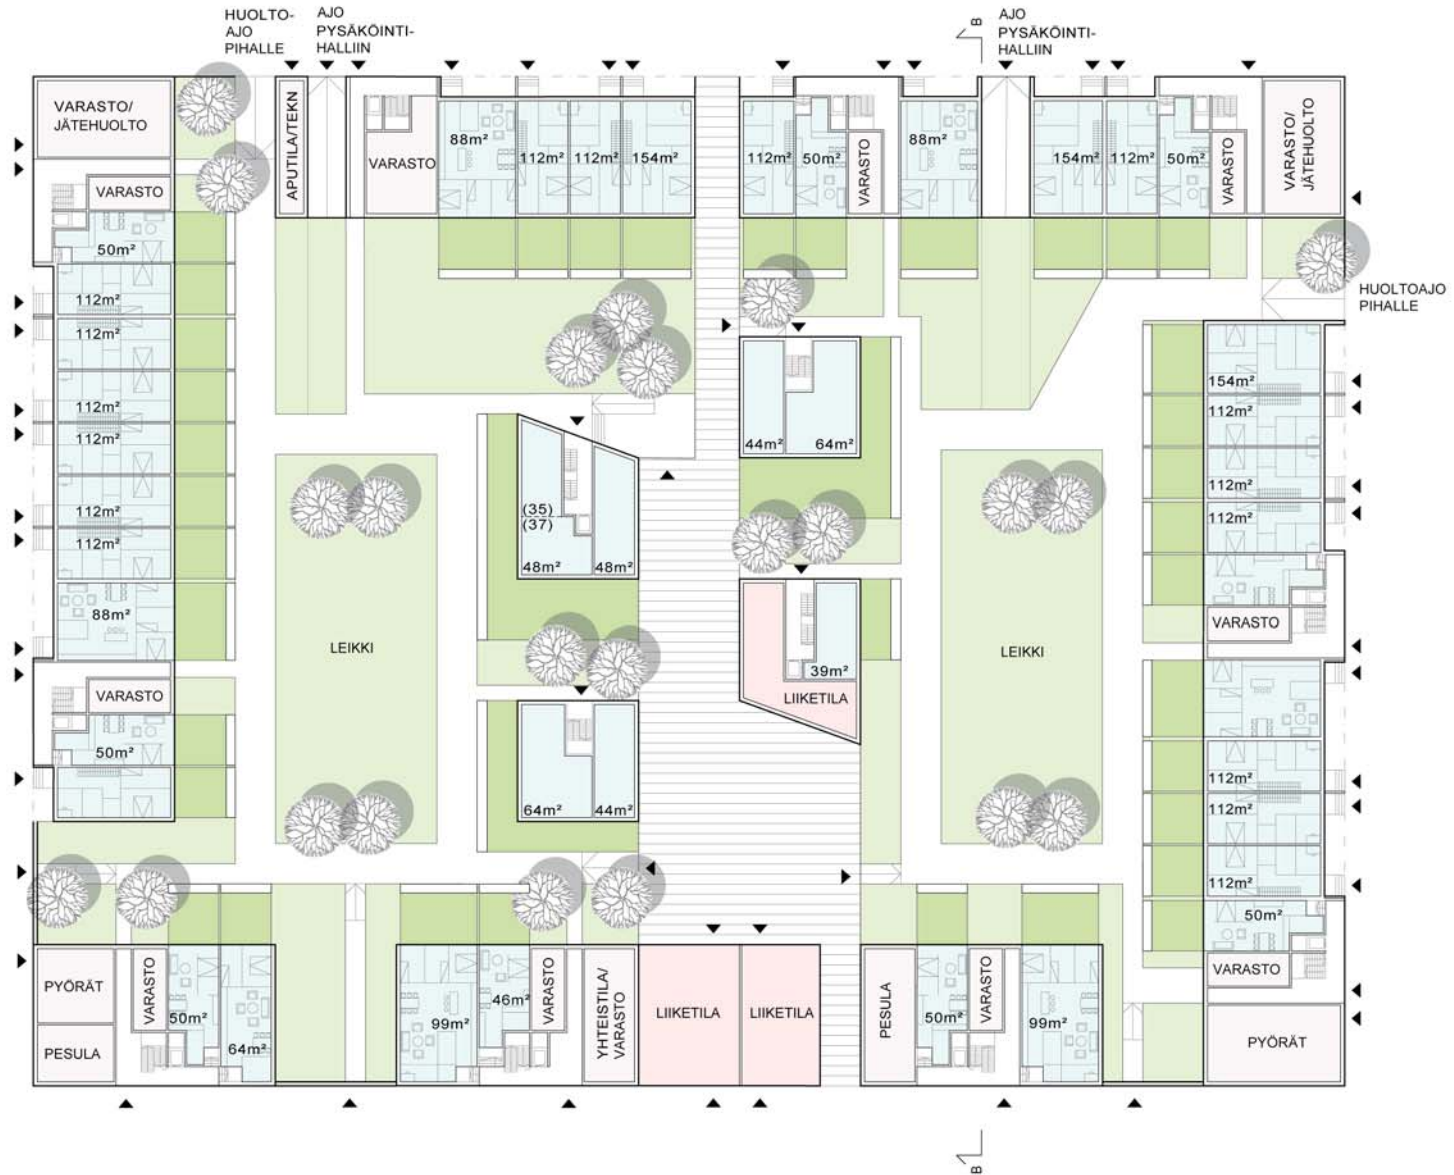 HUOLTO-
AJO
PIHALLE
AJO
PYSÄKÖINTI-
HALLIIN
B
AJO
PYSÄKÖINTI-
HALLIIN
VARASTO/
JÄTEHUOLTO
APUTILA/TEKN
VARASTO
88m²
112m²
112m²
154m²
112m²
50m²
VARASTO
88m²
154m²
112m²
50m²
VARASTO
VARASTO/
JÄTEHUOLTO
VARASTO
50m²
112m²
112m²
112m²
112m²
112m²
112m²
88m²
VARASTO
50m²
HUOLTOAJO
PIHALLE
154m²
112m²
112m²
112m²
VARASTO
112m²
112m²
112m²
50m²
VARASTO
44m²
64m²
(35)
(37)
48m²
48m²
LEIKKI
39m²
LIIKETILA
LEIKKI
64m²
44m²
PYÖRÄT
PESULA
VARASTO
50m²
64m²
99m²
46m²
VARASTO
YHTEISTILA/
VARASTO
LIIKETILA
LIIKETILA
PESULA
50m²
VARASTO
99m²
PYÖRÄT
B